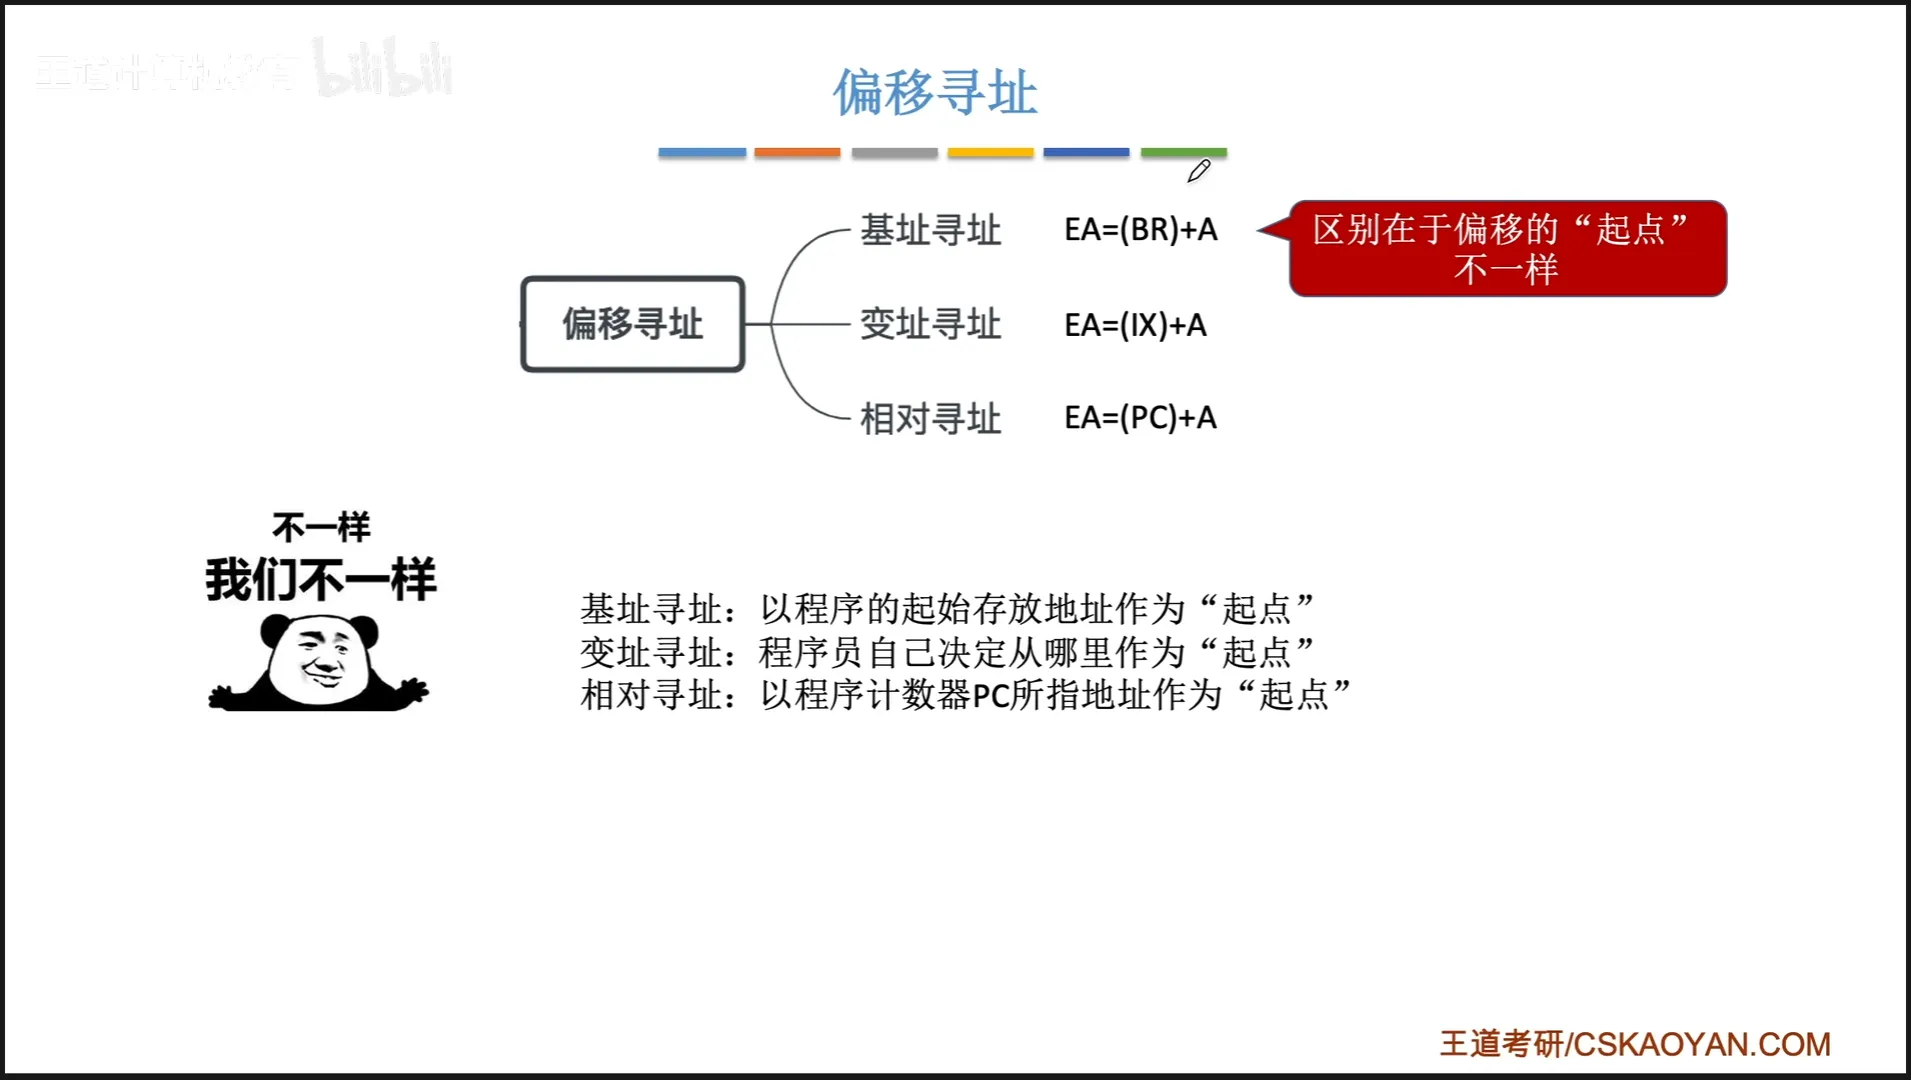 王道计算机教育 bilibili
偏移寻址
基址寻址 EA=(BR)+A
区别在于偏移的“起点”
不一样
偏移寻址
变址寻址 EA=(IX)+A
相对寻址 EA=(PC)+A
不一样
我们不一样
基址寻址：以程序的起始存放地址作为“起点”
变址寻址：程序员自己决定从哪里作为“起点”
相对寻址：以程序计数器PC所指地址作为“起点”
王道考研/CSKAOYAN.COM